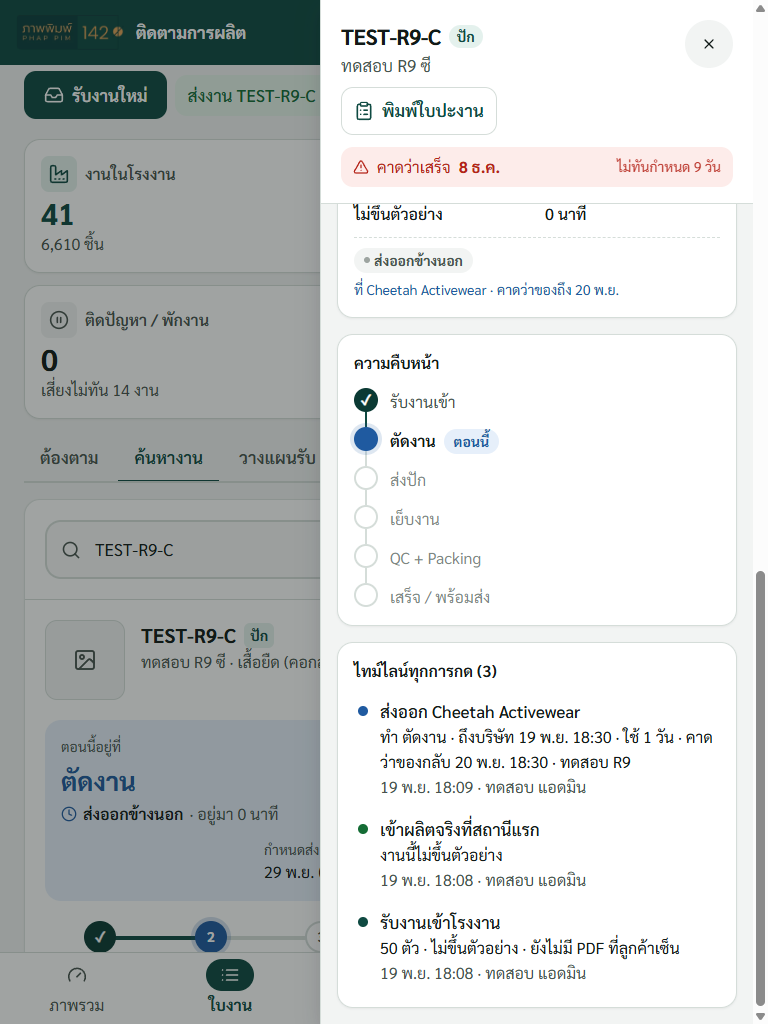 ภาพพิมพ์ 142
PHAP PIM
ติดตามการผลิต
รับงานใหม่
ส่งงาน TEST-R9-C
งานในโรงงาน
41
6,610 ชิ้น
ติดปัญหา / พักงาน
0
เสี่ยงไม่ทัน 14 งาน
ต้องตาม
ค้นหางาน
วางแผนรับ
TEST-R9-C
TEST-R9-C ปัก
ทดสอบ R9 ซี · เสื้อยืด
ตอนนี้อยู่ที่
ตัดงาน
ส่งออกข้างนอก · อยู่มา 0 นาที
กำหนดส่ง
29 พ.ย.
2
ภาพรวม
ใบงาน
TEST-R9-C ปัก
ทดสอบ R9 ซี
พิมพ์ใบปะงาน
คาดว่าเสร็จ 8 ธ.ค. ไม่ทันกำหนด 9 วัน
ไม่ขึ้นตัวอย่าง 0 นาที
ส่งออกข้างนอก
ที่ Cheetah Activewear · คาดว่าของถึง 20 พ.ย.
ความคืบหน้า
รับงานเข้า
ตัดงาน ตอนนี้
ส่งปัก
เย็บงาน
QC + Packing
เสร็จ / พร้อมส่ง
ไทม์ไลน์ทุกการกด (3)
ส่งออก Cheetah Activewear
ทำ ตัดงาน · ถึงบริษัท 19 พ.ย. 18:30 · ใช้ 1 วัน · คาด
ว่าของกลับ 20 พ.ย. 18:30 · ทดสอบ R9
19 พ.ย. 18:09 · ทดสอบ แอดมิน
เข้าผลิตจริงที่สถานีแรก
งานนี้ไม่ขึ้นตัวอย่าง
19 พ.ย. 18:08 · ทดสอบ แอดมิน
รับงานเข้าโรงงาน
50 ตัว · ไม่ขึ้นตัวอย่าง · ยังไม่มี PDF ที่ลูกค้าเซ็น
19 พ.ย. 18:08 · ทดสอบ แอดมิน